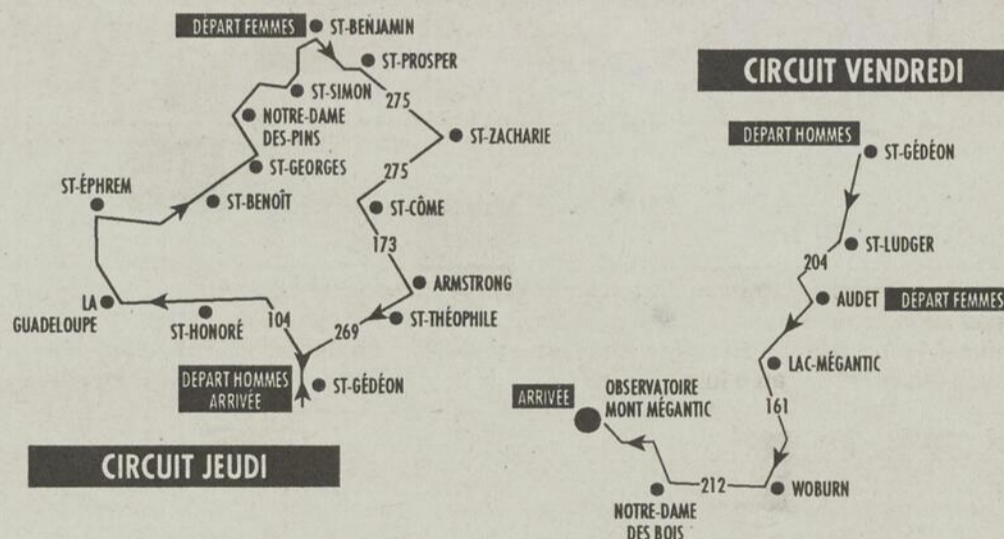 DÉPART FEMMES
ST-BENJAMIN
ST-PROSPER
275
ST-SIMON
NOTRE-DAME
DES-PINS
ST-ZACHARIE
275
ST-GEORGES
ST-BENOÎT
ST-ÉPHREM
ST-CÔME
173
ARMSTRONG
ST-THÉOPHILE
269
LA
GUADELOUPE
ST-HONORÉ
104
DÉPART HOMMES
ARRIVÉE
ST-GÉDÉON
CIRCUIT JEUDI
CIRCUIT VENDREDI
DÉPART HOMMES
ST-GÉDÉON
ST-LUDGER
204
AUDET
DÉPART FEMMES
LAC-MÉGANTIC
161
ARRIVÉE
OBSERVATOIRE
MONT MÉGANTIC
212
WOBURN
NOTRE-DAME
DES BOIS